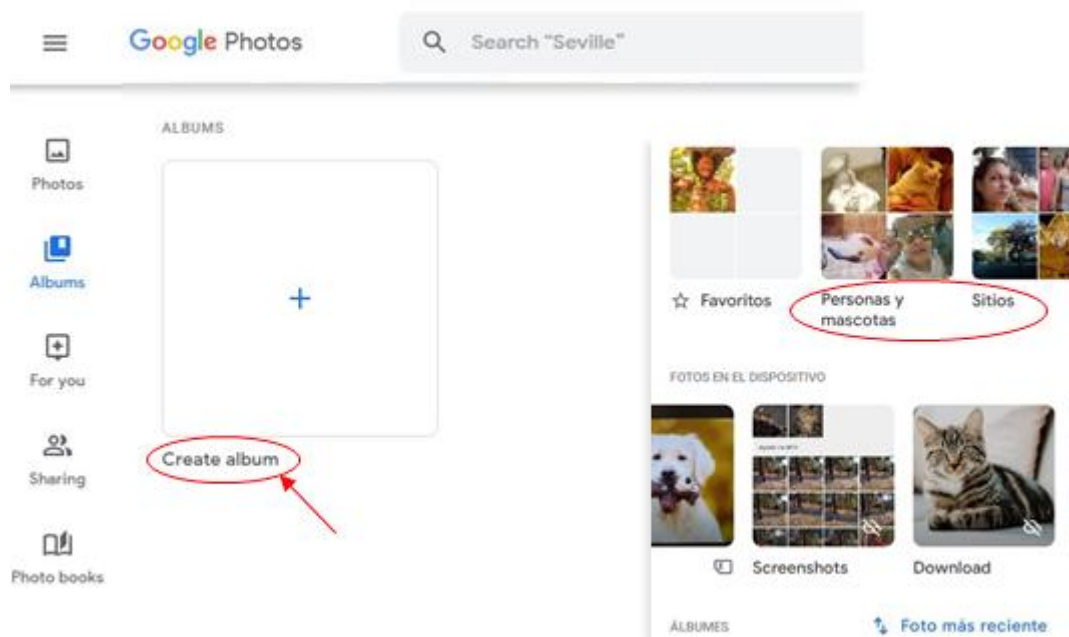 Google Photos
Search "Seville"
ALBUMS
Photos
Albums
For you
Sharing
Photo books
Create album
Favoritos
Personas y
mascotas
Sitios
FOTOS EN EL DISPOSITIVO
Screenshots
Download
ÁLBUMES
Foto más reciente